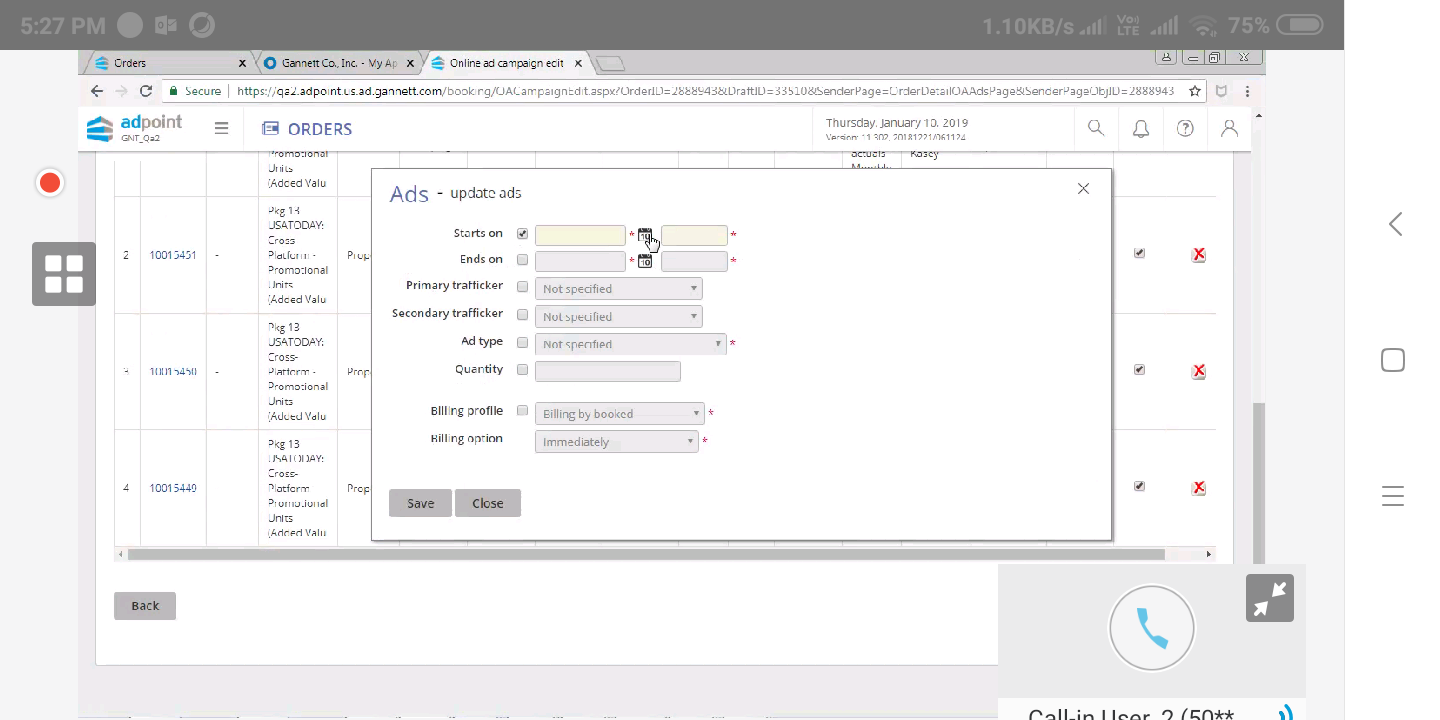 5:27 PM
1.10KB/s
Vo)
LTE
75%
Orders
Gannett Co., Inc. - My Ap
Online ad campaign edit
Secure
https://qa2.adpoint.us.ad.gannett.com/booking/OACampaignEdit.aspx?OrderID=2888943&DraftID=33510&SenderPage=OrderDetailOAAdsPage&SenderPageObjID=2888943
adpoint
GNT_Qa2
ORDERS
Thursday, January 10, 2019
Version: 11.302, 20181221/061124
Promotional
Units
(Added Valu
actuals
Monthly
Kasey
2
10015451
-
Pkg 13
USATODAY:
Cross-
Platform -
Promotional
Units
(Added Valu
Prop
3
10015450
-
Pkg 13
USATODAY:
Cross-
Platform -
Promotional
Units
(Added Valu
Prop
4
10015449
Pkg 13
USATODAY:
Cross-
Platform
Promotional
Units
(Added Valu
Prop
Ads - update ads
Starts on
*
10
*
Ends on
*
10
*
Primary trafficker
Not specified
Secondary trafficker
Not specified
Ad type
Not specified
*
Quantity
Billing profile
Billing by booked
*
Billing option
Immediately
*
Save
Close
Back
Call-in User_2 (50**